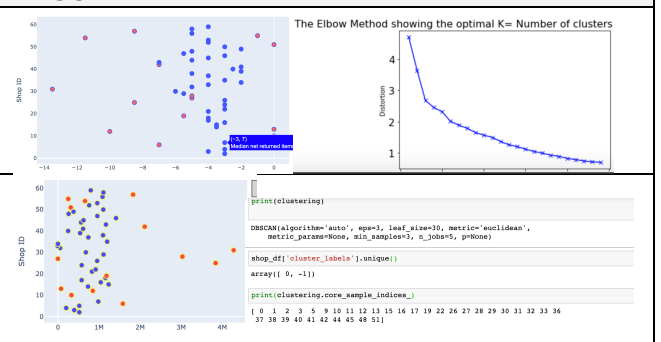 The Elbow Method showing the optimal K= Number of clusters
60
50
40
30
20
10
0
Shop ID
−14
−12
−10
−8
−6
−4
−2
0
(−3, 7)
Median net returned items
4
3
2
1
Distortion
60
50
40
30
20
10
0
Shop ID
0
1M
2M
3M
4M
print(clustering)
DBSCAN(algorithm='auto', eps=3, leaf_size=30, metric='euclidean',
metric_params=None, min_samples=3, n_jobs=5, p=None)
shop_df['cluster_labels'].unique()
array([ 0, -1])
print(clustering.core_sample_indices_)
[ 0 1 2 3 5 9 10 11 12 13 14 15 16 17 19 22 26 27 28 29 30 31 32 33 36
37 38 39 40 41 42 44 45 48 51]